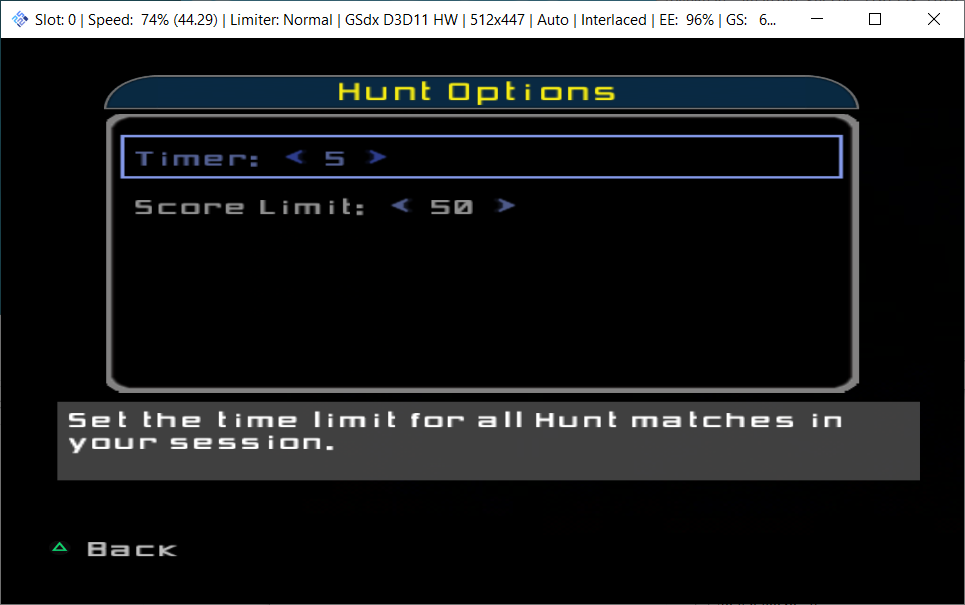 Slot: 0 | Speed: 74% (44.29) | Limiter: Normal | GSdx D3D11 HW | 512x447 | Auto | Interlaced | EE: 96% | GS: 6...
Hunt Options
Timer: < 5 >
Score Limit: < 50 >
Set the time limit for all Hunt matches in
your session.
Back